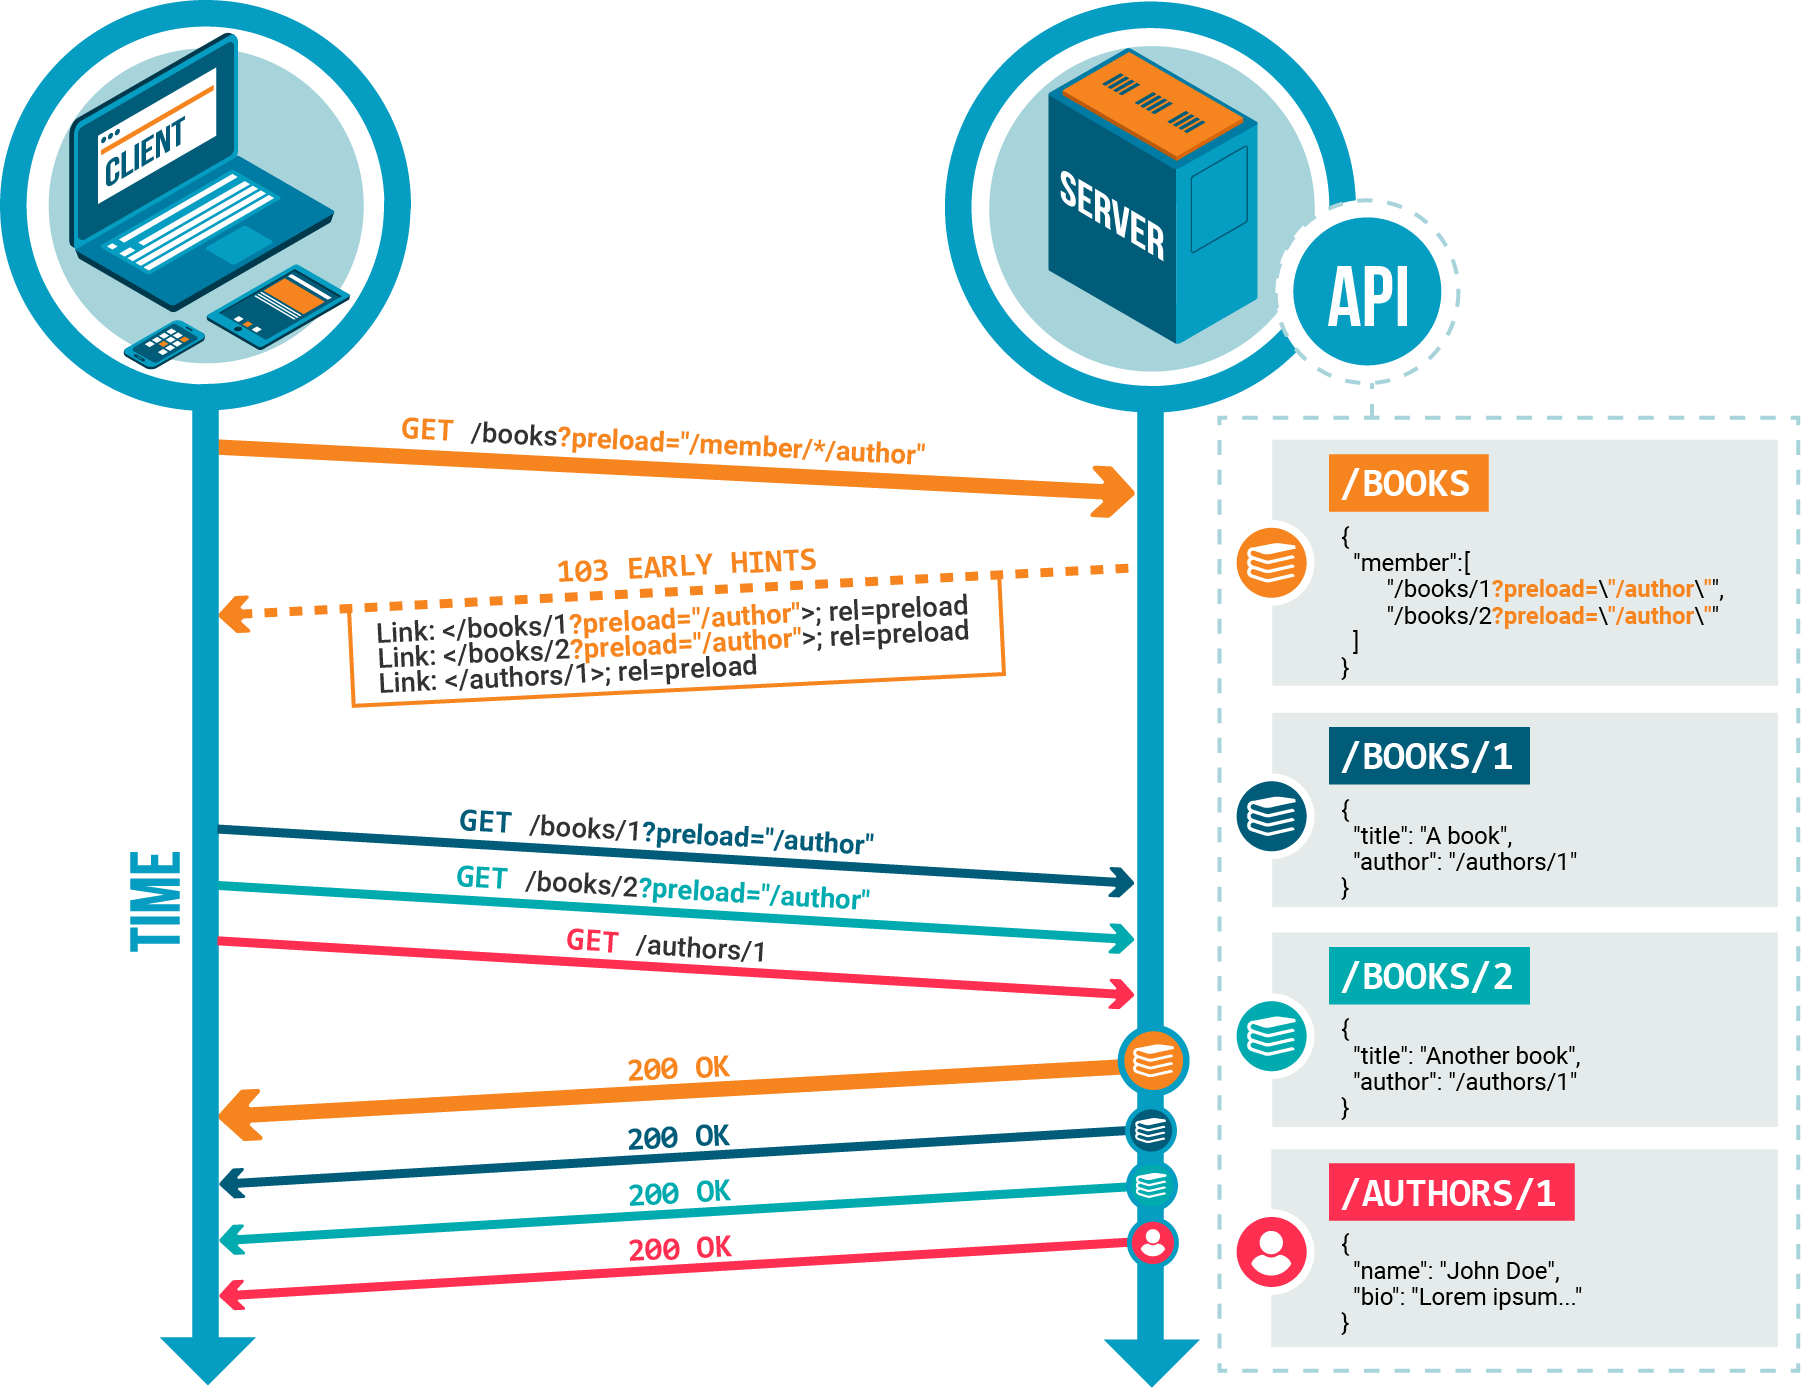 CLIENT
SERVER
API
GET /books?preload="/member/*/author"
103 EARLY HINTS
Link: </books/1?preload="/author">; rel=preload
Link: </books/2?preload="/author">; rel=preload
Link: </authors/1>; rel=preload
TIME
GET /books/1?preload="/author"
GET /books/2?preload="/author"
GET /authors/1
200 OK
200 OK
200 OK
200 OK
/BOOKS
{
"member":[
"/books/1?preload=\"/author\"",
"/books/2?preload=\"/author\""
]
}
/BOOKS/1
{
"title": "A book",
"author": "/authors/1"
}
/BOOKS/2
{
"title": "Another book",
"author": "/authors/1"
}
/AUTHORS/1
{
"name": "John Doe",
"bio": "Lorem ipsum..."
}